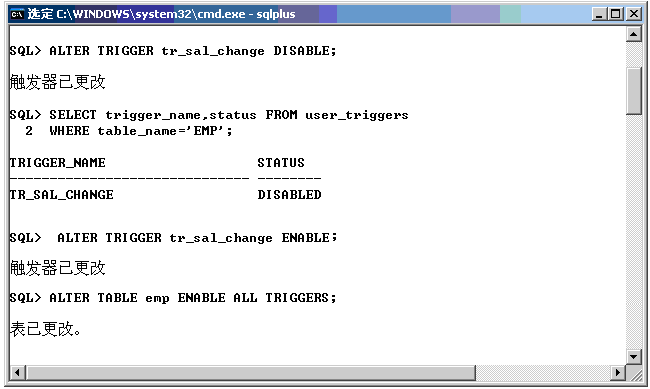 选定 C:\WINDOWS\system32\cmd.exe - sqlplus
SQL> ALTER TRIGGER tr_sal_change DISABLE;
触发器已更改
SQL> SELECT trigger_name,status FROM user_triggers
  2  WHERE table_name='EMP';
TRIGGER_NAME                   STATUS
------------------------------ --------
TR_SAL_CHANGE                  DISABLED
SQL>  ALTER TRIGGER tr_sal_change ENABLE;
触发器已更改
SQL> ALTER TABLE emp ENABLE ALL TRIGGERS;
表已更改。